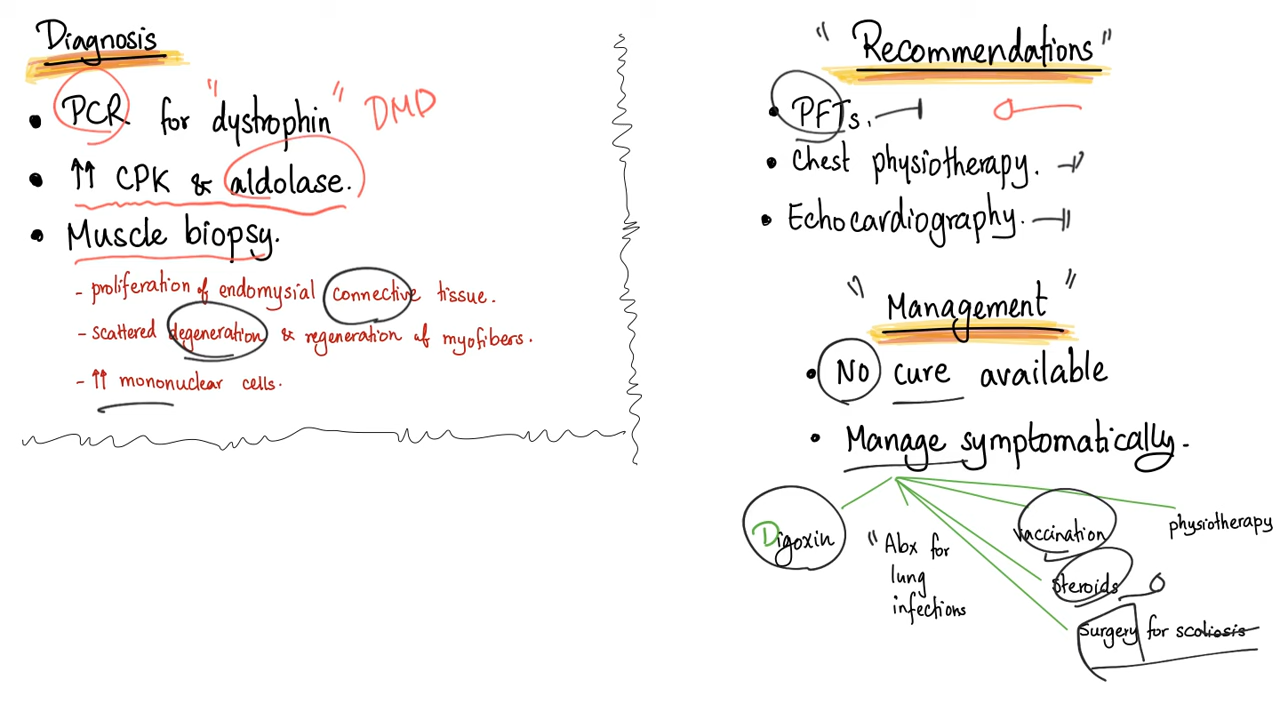 Diagnosis
• PCR for "dystrophin" DMD
• ↑↑ CPK & aldolase.
• Muscle biopsy.
- proliferation of endomysial connective tissue.
- scattered degeneration & regeneration of myofibers.
- ↑↑ mononuclear cells.
"Recommendations"
• PFTs.
• Chest physiotherapy.
• Echocardiography.
"Management"
• No cure available
• Manage symptomatically.
Digoxin
"Abx for
lung
infections
vaccination
steroids
surgery for scoliosis
physiotherapy